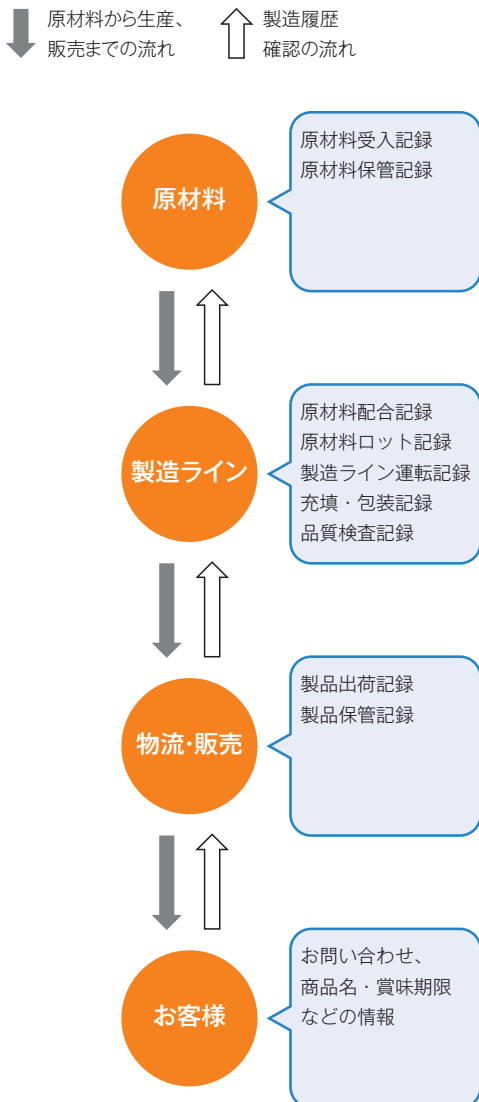 原材料から生産、
販売までの流れ
製造履歴
確認の流れ
原材料
原材料受入記録
原材料保管記録
製造ライン
原材料配合記録
原材料ロット記録
製造ライン運転記録
充填・包装記録
品質検査記録
物流・販売
製品出荷記録
製品保管記録
お客様
お問い合わせ、
商品名・賞味期限
などの情報